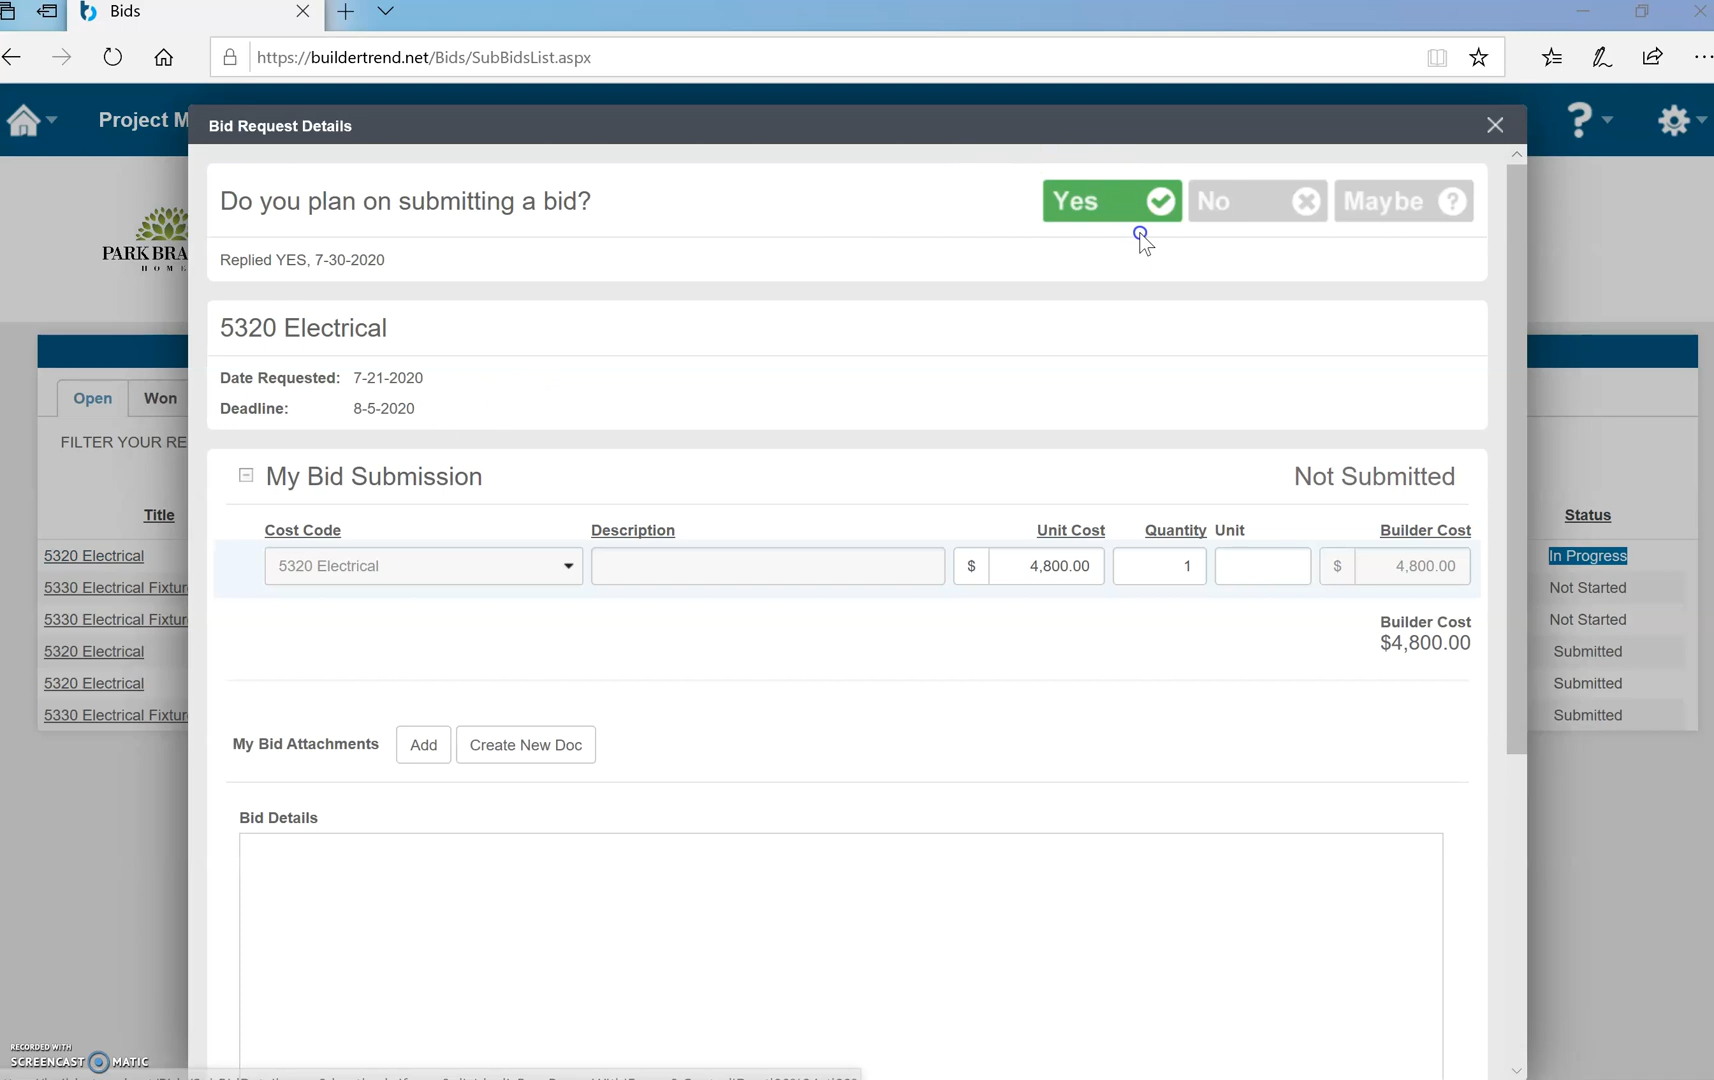 Bids
https://buildertrend.net/Bids/SubBidsList.aspx
Project M
Bid Request Details
PARK BRA
HOME
Do you plan on submitting a bid?
Yes
No
Maybe
Replied YES, 7-30-2020
5320 Electrical
Date Requested: 7-21-2020
Deadline: 8-5-2020
Open
Won
FILTER YOUR RE
My Bid Submission
Not Submitted
Title
Status
Cost Code Description Unit Cost Quantity Unit Builder Cost
5320 Electrical
In Progress
5320 Electrical $ 4,800.00 1 $ 4,800.00
5330 Electrical Fixtur
Not Started
5330 Electrical Fixtur
Not Started
Builder Cost
$4,800.00
5320 Electrical
Submitted
5320 Electrical
Submitted
5330 Electrical Fixtur
Submitted
My Bid Attachments Add Create New Doc
Bid Details
RECORDED WITH
SCREENCAST MATIC